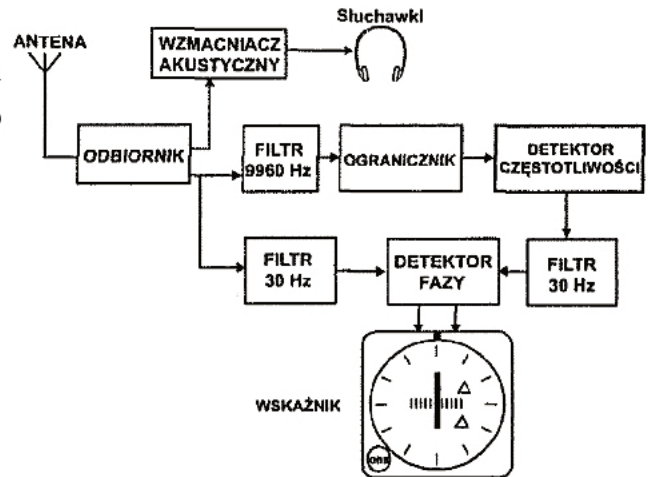 Słuchawki
ANTENA
WZMACNIACZ
AKUSTYCZNY
ODBIORNIK
FILTR
9960 Hz
OGRANICZNIK
DETEKTOR
CZĘSTOTLIWOŚCI
FILTR
30 Hz
DETEKTOR
FAZY
FILTR
30 Hz
WSKAŹNIK
OBS